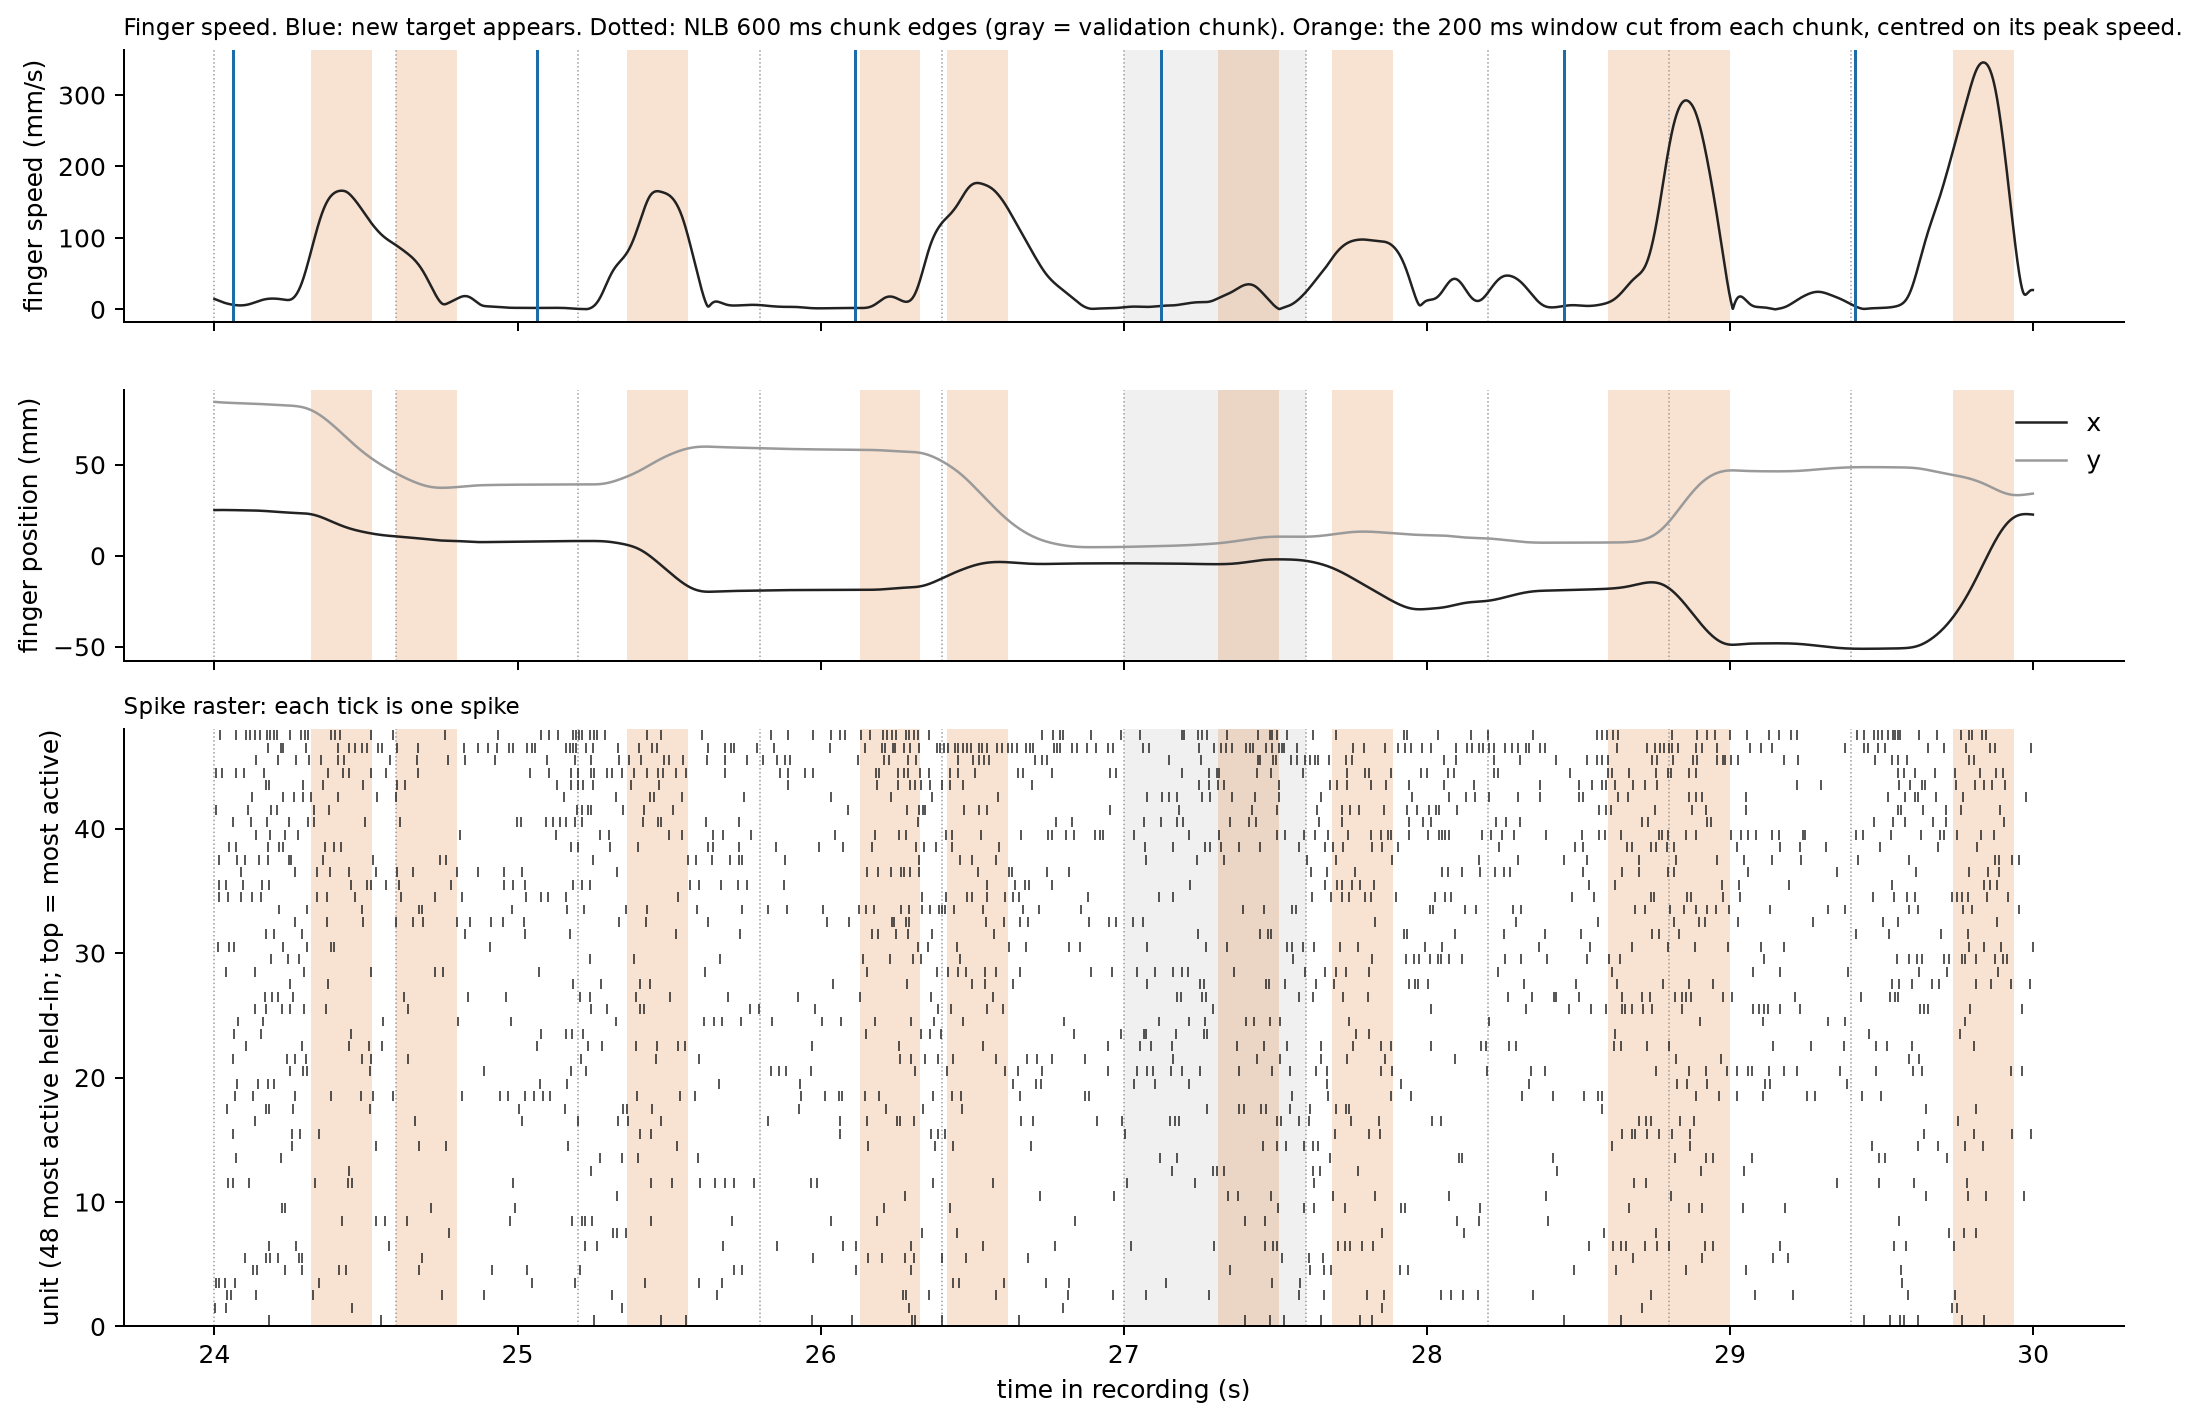 Finger speed. Blue: new target appears. Dotted: NLB 600 ms chunk edges (gray = validation chunk). Orange: the 200 ms window cut from each chunk, centred on its peak speed.
finger speed (mm/s)
300
200
100
0
finger position (mm)
50
0
−50
x
y
Spike raster: each tick is one spike
unit (48 most active held-in; top = most active)
40
30
20
10
0
24
25
26
27
28
29
30
time in recording (s)